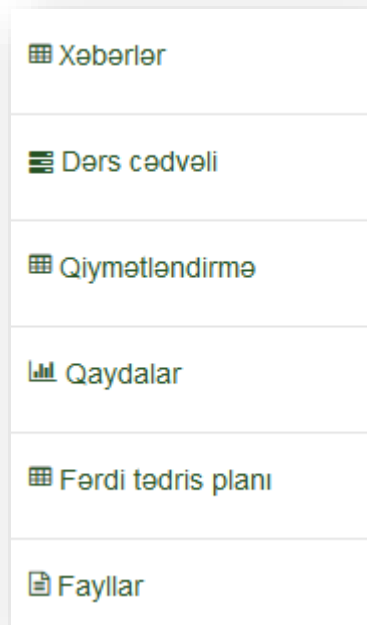 Xəbərlər
Dərs cədvəli
Qiymətləndirmə
Qaydalar
Fərdi tədris planı
Fayllar